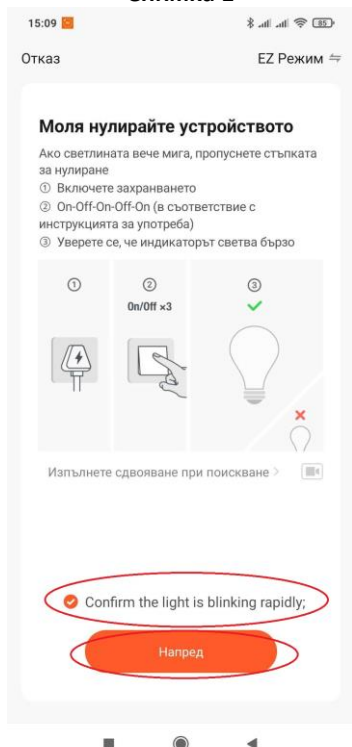 15:09
85
Отказ
EZ Режим
Моля нулирайте устройството
Ако светлината вече мига, пропуснете стъпката
за нулиране
① Включете захранването
② On-Off-On-Off-On (в съответствие с
инструкцията за употреба)
③ Уверете се, че индикаторът светва бързо
① ② ③
On/Off ×3
Изпълнете сдвояване при поискване >
Confirm the light is blinking rapidly;
Напред